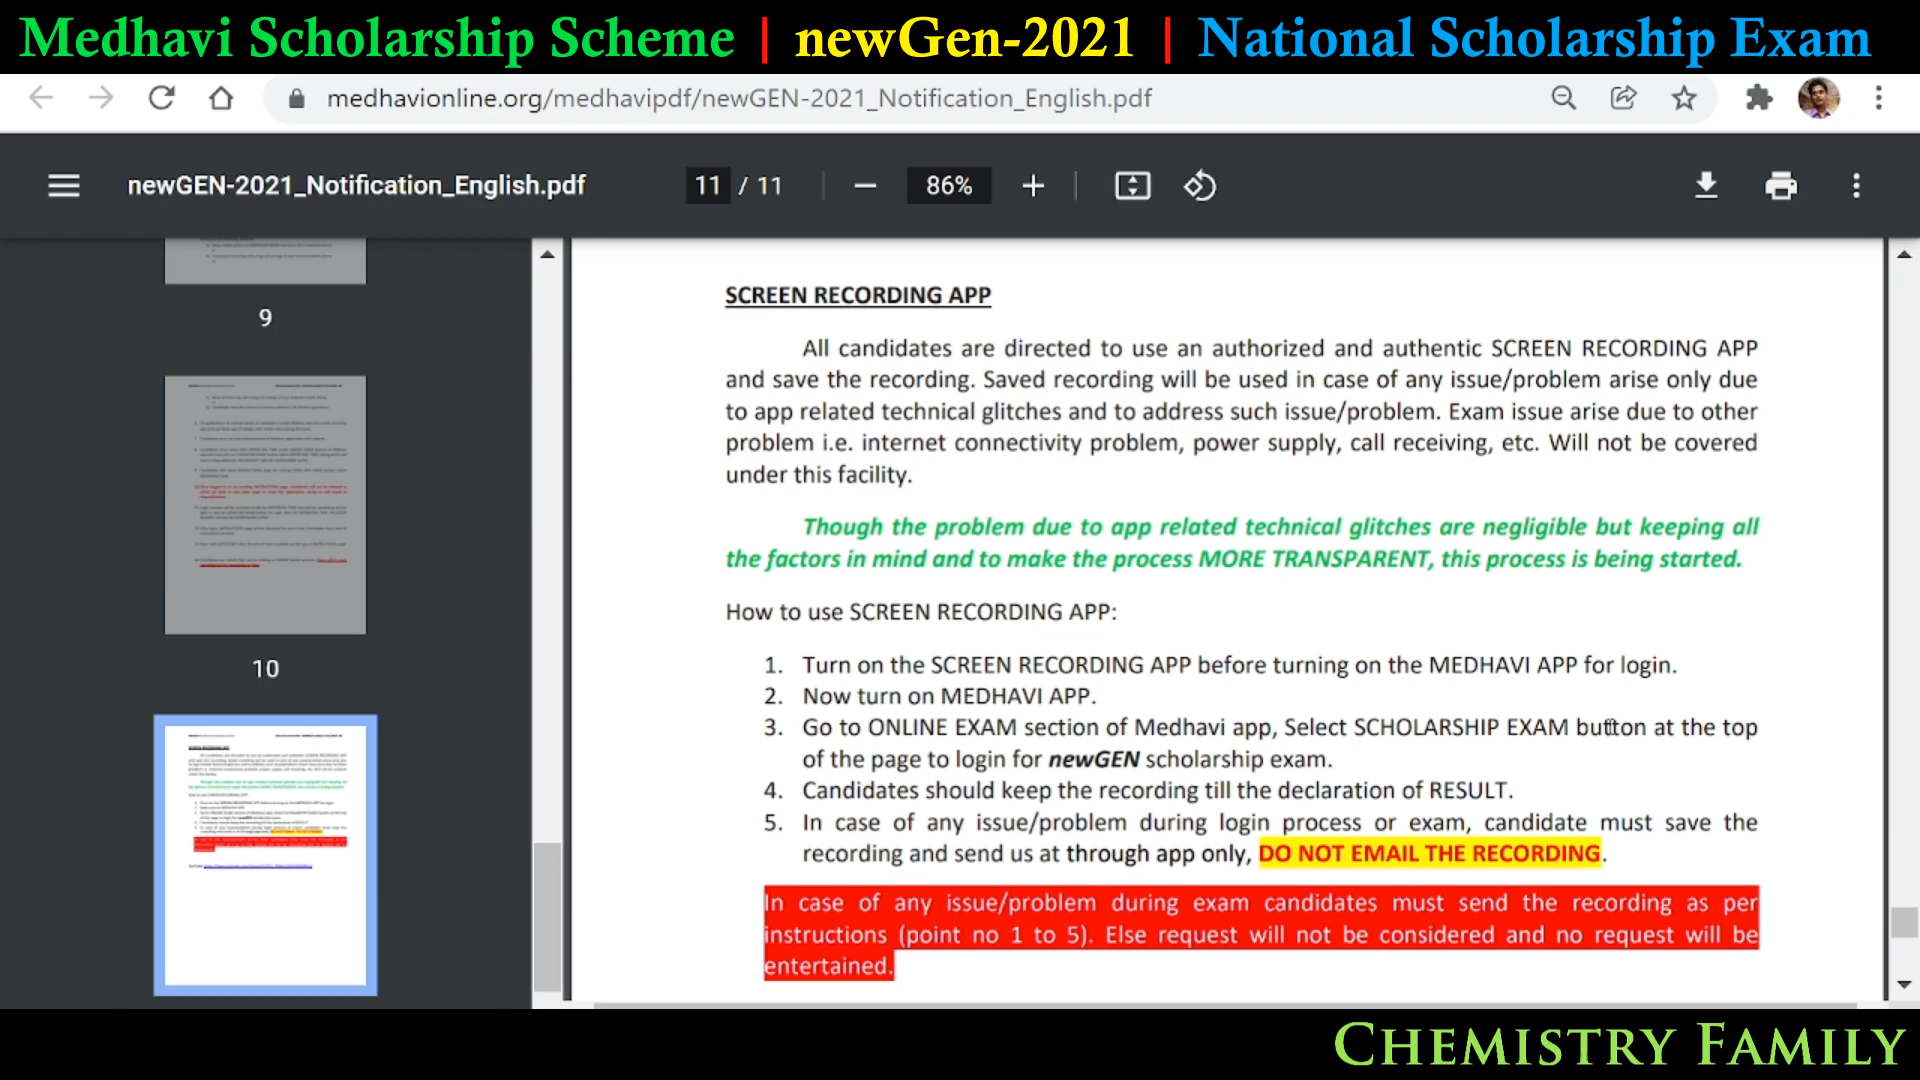 Medhavi Scholarship Scheme | newGen-2021 | National Scholarship Exam
medhavionline.org/medhavipdf/newGEN-2021_Notification_English.pdf
newGEN-2021_Notification_English.pdf
11 / 11
86%
9
10
SCREEN RECORDING APP
All candidates are directed to use an authorized and authentic SCREEN RECORDING APP
and save the recording. Saved recording will be used in case of any issue/problem arise only due
to app related technical glitches and to address such issue/problem. Exam issue arise due to other
problem i.e. internet connectivity problem, power supply, call receiving, etc. Will not be covered
under this facility.
Though the problem due to app related technical glitches are negligible but keeping all
the factors in mind and to make the process MORE TRANSPARENT, this process is being started.
How to use SCREEN RECORDING APP:
1. Turn on the SCREEN RECORDING APP before turning on the MEDHAVI APP for login.
2. Now turn on MEDHAVI APP.
3. Go to ONLINE EXAM section of Medhavi app, Select SCHOLARSHIP EXAM button at the top
of the page to login for newGEN scholarship exam.
4. Candidates should keep the recording till the declaration of RESULT.
5. In case of any issue/problem during login process or exam, candidate must save the
recording and send us at through app only, DO NOT EMAIL THE RECORDING.
In case of any issue/problem during exam candidates must send the recording as per
instructions (point no 1 to 5). Else request will not be considered and no request will be
entertained.
CHEMISTRY FAMILY